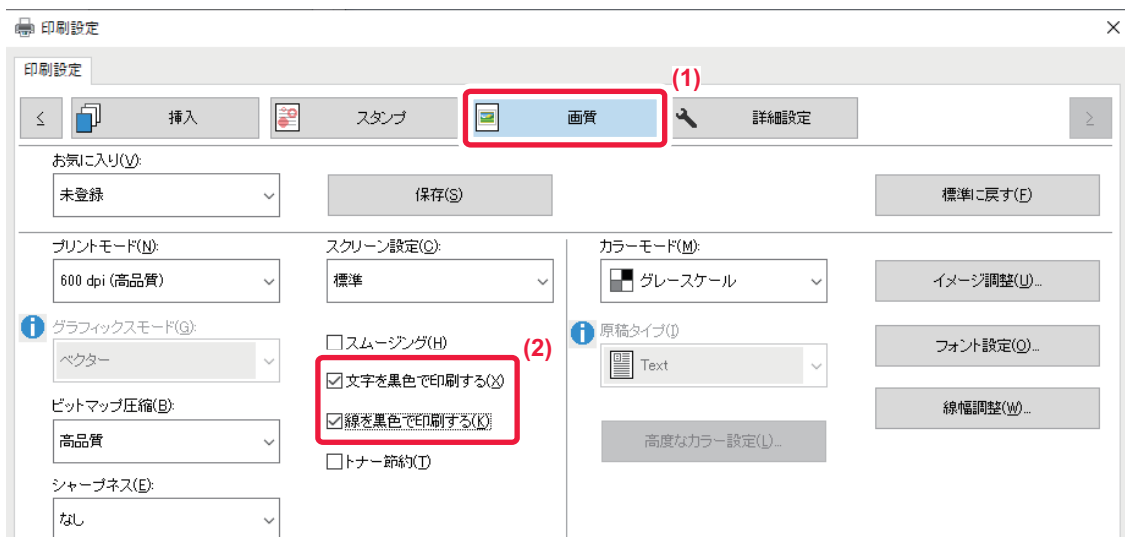 印刷設定
印刷設定
(1)
挿入 スタンプ 画質 詳細設定
お気に入り(V):
未登録 保存(S) 標準に戻す(F)
プリントモード(N): スクリーン設定(C): カラーモード(M):
600 dpi (高品質) 標準 グレースケール イメージ調整(U)...
グラフィックスモード(G): 原稿タイプ(I)
スムージング(H) (2) フォント設定(O)...
ベクター Text
文字を黒色で印刷する(X)
ビットマップ圧縮(B): 線幅調整(W)...
線を黒色で印刷する(K)
高品質 高度なカラー設定(L)...
トナー節約(T)
シャープネス(E):
なし